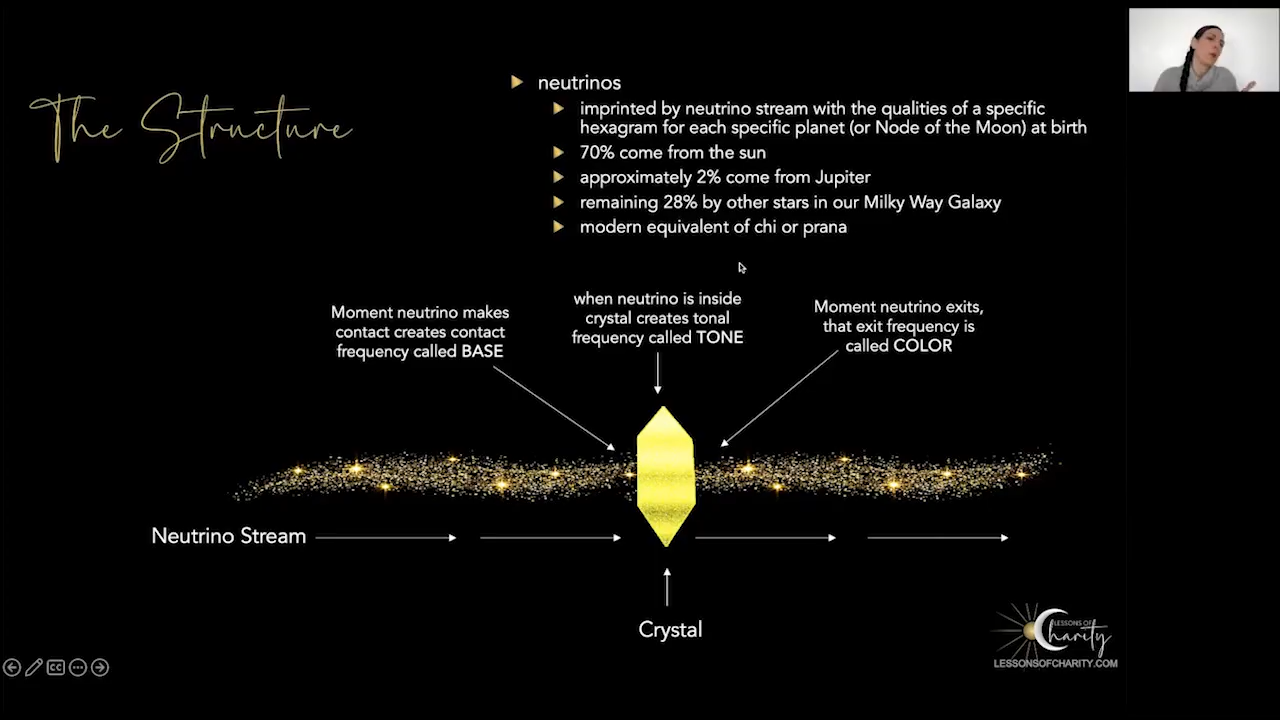 The Structure
neutrinos
imprinted by neutrino stream with the qualities of a specific
hexagram for each specific planet (or Node of the Moon) at birth
70% come from the sun
approximately 2% come from Jupiter
remaining 28% by other stars in our Milky Way Galaxy
modern equivalent of chi or prana
Moment neutrino makes
contact creates contact
frequency called BASE
when neutrino is inside
crystal creates tonal
frequency called TONE
Moment neutrino exits,
that exit frequency is
called COLOR
Neutrino Stream
Crystal
LESSONS OF
Charity
LESSONSOFCHARITY.COM
CC